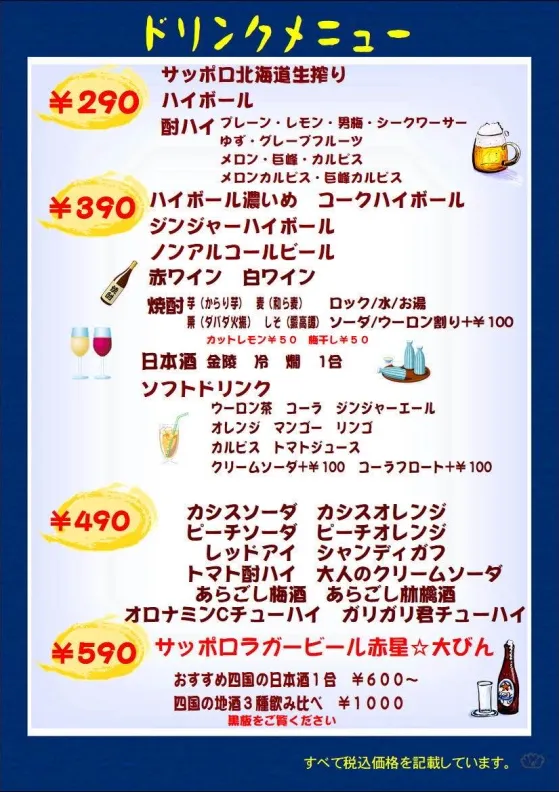 ドリンクメニュー
¥290
サッポロ北海道生搾り
ハイボール
酎ハイ プレーン・レモン・男梅・シークワーサー
ゆず・グレープフルーツ
メロン・巨峰・カルピス
メロンカルピス・巨峰カルピス
¥390
ハイボール濃いめ コークハイボール
ジンジャーハイボール
ノンアルコールビール
赤ワイン 白ワイン
焼酎 芋(からり芋) 麦(和ら麦) ロック/水/お湯
栗(ダバダ火振) しそ(鍛高譚) ソーダ/ウーロン割り+¥100
カットレモン¥50 梅干し¥50
焼酎
日本酒 金陵 冷 燗 1合
ソフトドリンク
ウーロン茶 コーラ ジンジャーエール
オレンジ マンゴー リンゴ
カルピス トマトジュース
クリームソーダ+¥100 コーラフロート+¥100
¥490
カシスソーダ カシスオレンジ
ピーチソーダ ピーチオレンジ
レッドアイ シャンディガフ
トマト酎ハイ 大人のクリームソーダ
あらごし梅酒 あらごし林檎酒
オロナミンCチューハイ ガリガリ君チューハイ
¥590
サッポロラガービール赤星☆大びん
おすすめ四国の日本酒1合 ¥600~
四国の地酒3種飲み比べ ¥1000
黒板をご覧ください
すべて税込価格を記載しています。